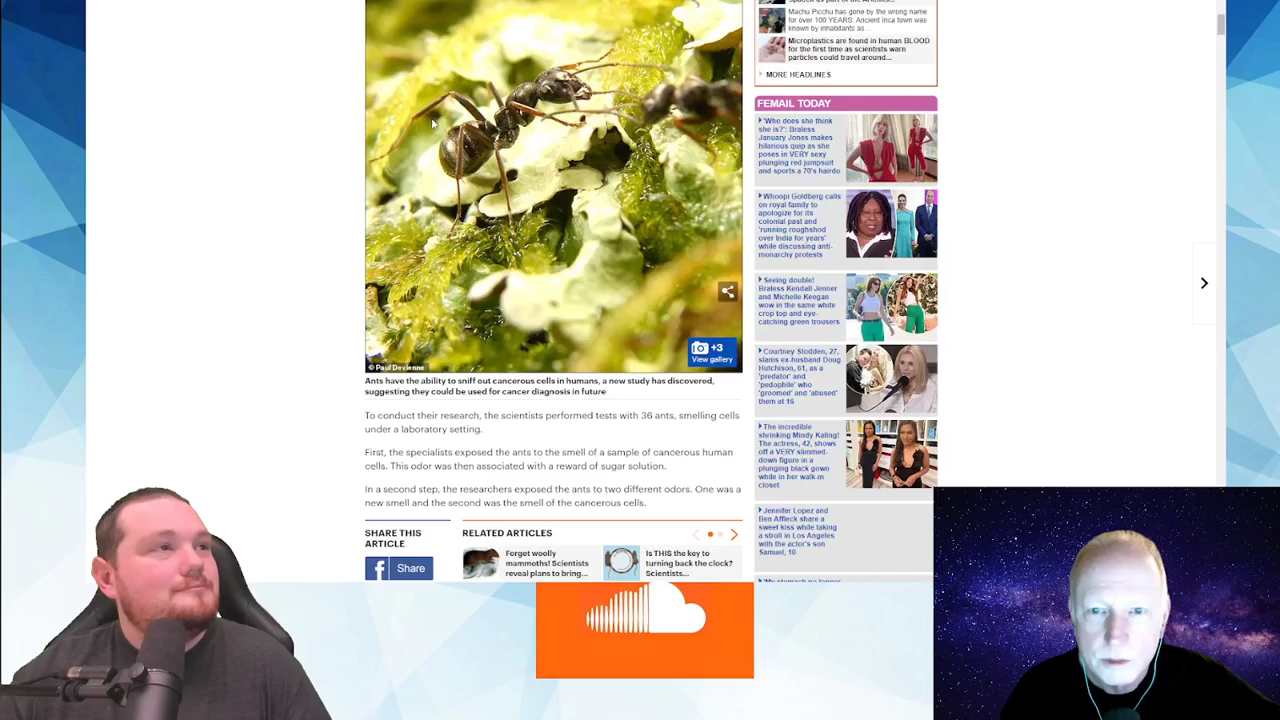 © Paul Devienne
+3
View gallery
Ants have the ability to sniff out cancerous cells in humans, a new study has discovered,
suggesting they could be used for cancer diagnosis in future
To conduct their research, the scientists performed tests with 36 ants, smelling cells
under a laboratory setting.
First, the specialists exposed the ants to the smell of a sample of cancerous human
cells. This odor was then associated with a reward of sugar solution.
In a second step, the researchers exposed the ants to two different odors. One was a
new smell and the second was the smell of the cancerous cells.
SHARE THIS
ARTICLE
Share
RELATED ARTICLES
Forget woolly
mammoths! Scientists
reveal plans to bring...
Is THIS the key to
turning back the clock?
Scientists...
Machu Picchu has gone by the wrong name
for over 100 YEARS: Ancient Inca town was
known by inhabitants as...
Microplastics are found in human BLOOD
for the first time as scientists warn
particles could travel around...
MORE HEADLINES
FEMAIL TODAY
'Who does she think
she is?': Braless
January Jones makes
hilarious quip as she
poses in VERY sexy
plunging red jumpsuit
and sports a 70's hairdo
Whoopi Goldberg calls
on royal family to
apologize for its
colonial past and
'running roughshod
over India for years'
while discussing anti-
monarchy protests
Seeing double!
Braless Kendall Jenner
and Michelle Keegan
wow in the same white
crop top and eye-
catching green trousers
Courtney Stodden, 27,
slams ex-husband Doug
Hutchison, 61, as a
'predator' and
'pedophile' who
'groomed' and 'abused'
them at 16
The incredible
shrinking Mindy Kaling!
The actress, 42, shows
off a VERY slimmed-
down figure in a
plunging black gown
while in her walk-in
closet
Jennifer Lopez and
Ben Affleck share a
sweet kiss while taking
a stroll in Los Angeles
with the actor's son
Samuel, 10